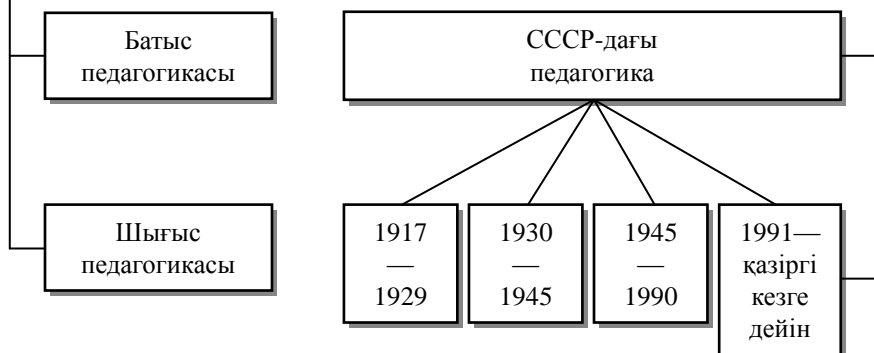 Батыс
педагогикасы
СССР-дағы
педагогика
Шығыс
педагогикасы
1917
—
1929
1930
—
1945
1945
—
1990
1991—
қазіргі
кезге
дейін